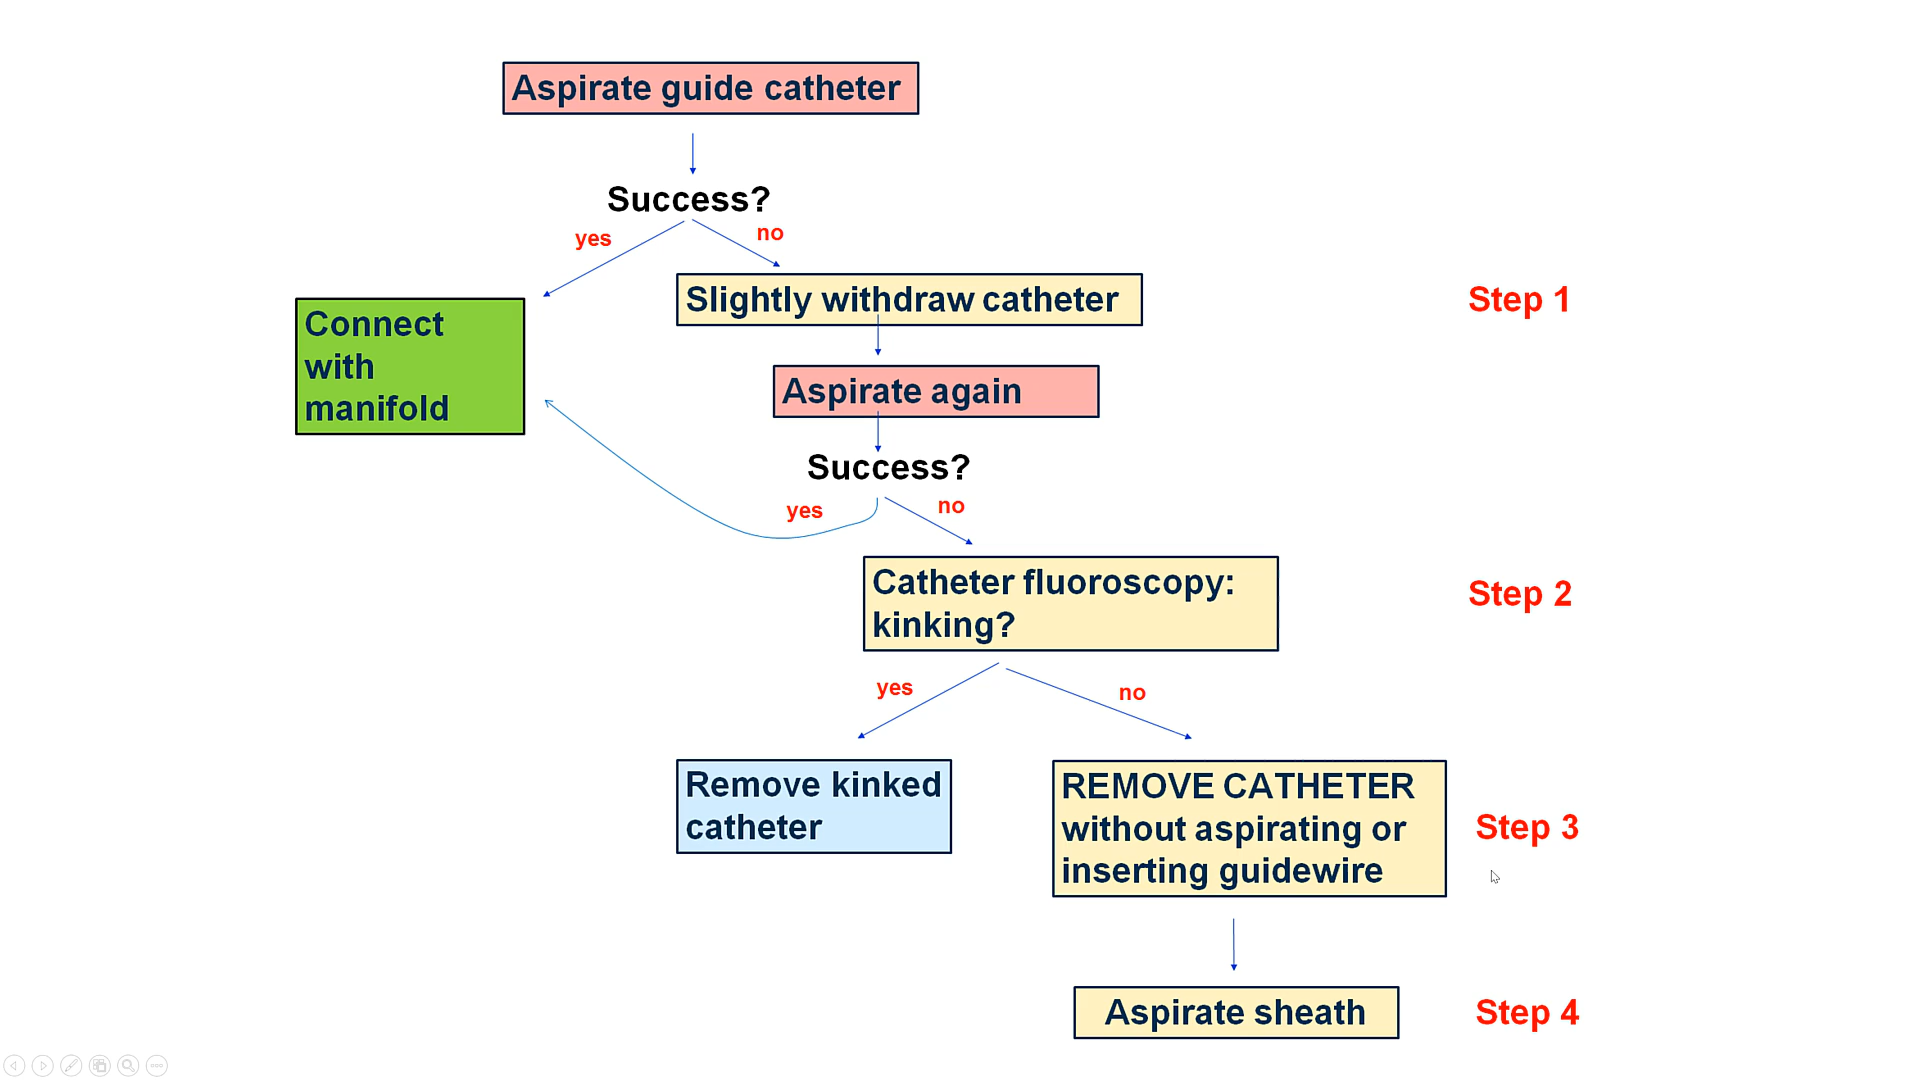 Aspirate guide catheter
Success?
yes
no
Slightly withdraw catheter
Step 1
Connect
with
manifold
Aspirate again
Success?
yes
no
Catheter fluoroscopy:
kinking?
Step 2
yes
no
Remove kinked
catheter
REMOVE CATHETER
without aspirating or
inserting guidewire
Step 3
Aspirate sheath
Step 4